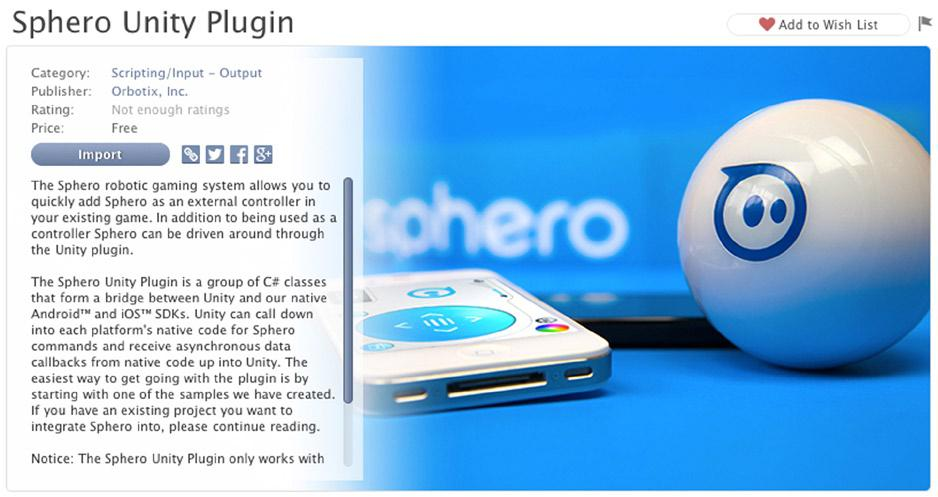 Sphero Unity Plugin
Add to Wish List
Category: Scripting/Input - Output
Publisher: Orbotix, Inc.
Rating: Not enough ratings
Price: Free
Import
The Sphero robotic gaming system allows you to
quickly add Sphero as an external controller in
your existing game. In addition to being used as a
controller Sphero can be driven around through
the Unity plugin.
The Sphero Unity Plugin is a group of C# classes
that form a bridge between Unity and our native
Android™ and iOS™ SDKs. Unity can call down
into each platform's native code for Sphero
commands and receive asynchronous data
callbacks from native code up into Unity. The
easiest way to get going with the plugin is by
starting with one of the samples we have created.
If you have an existing project you want to
integrate Sphero into, please continue reading.
Notice: The Sphero Unity Plugin only works with
sphero